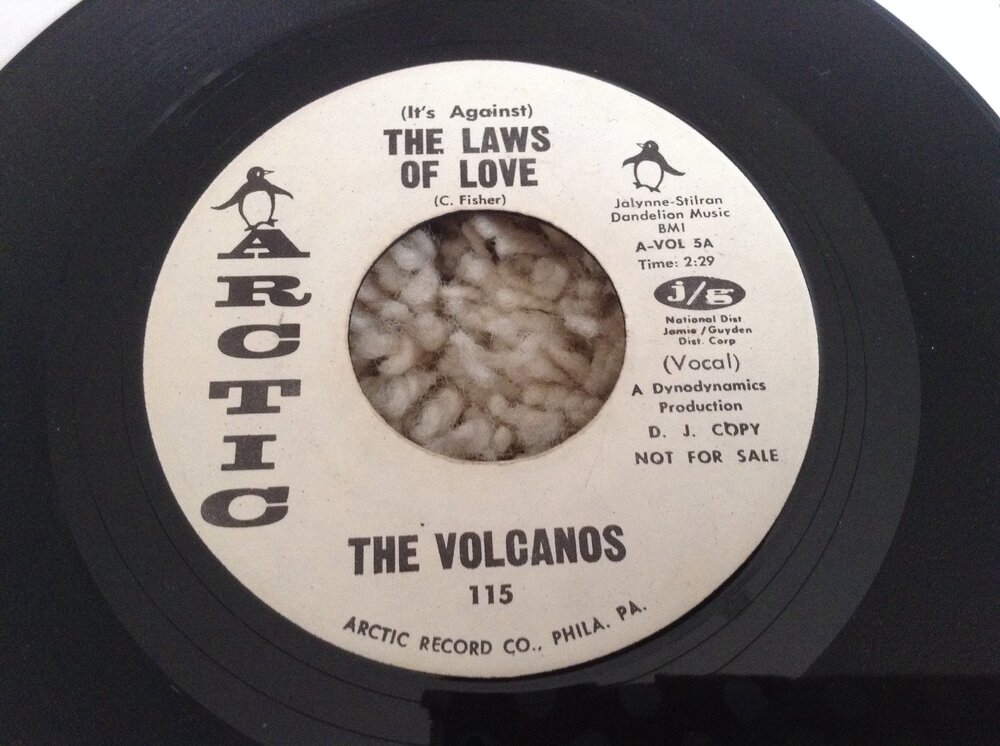 (It's Against)
THE LAWS
OF LOVE
(C. Fisher)
ARCTIC
Jalynne-Stilran
Dandelion Music
BMI
A-VOL 5A
Time: 2:29
j/g
National Dist
Jamie/Guyden
Dist. Corp
(Vocal)
A Dynodynamics
Production
D. J. COPY
NOT FOR SALE
THE VOLCANOS
115
ARCTIC RECORD CO., PHILA. PA.